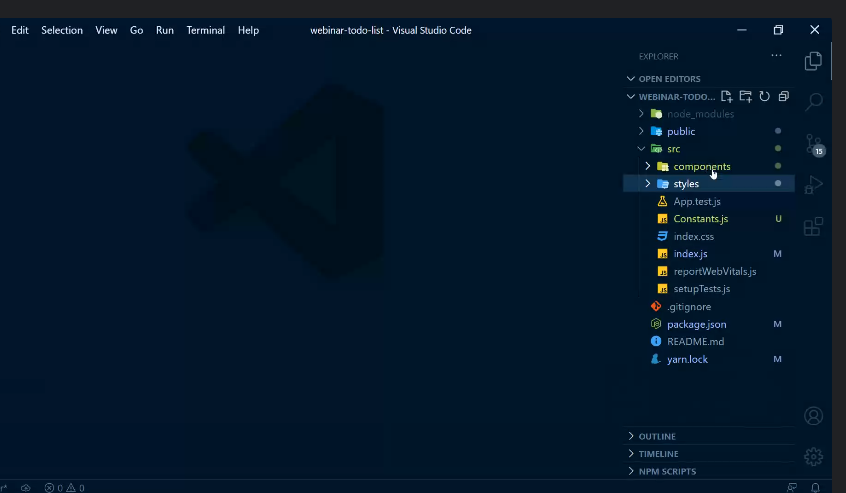 Edit Selection View Go Run Terminal Help webinar-todo-list - Visual Studio Code
EXPLORER
OPEN EDITORS
WEBINAR-TODO...
node_modules
public
src
components
styles
App.test.js
Constants.js U
index.css
index.js M
reportWebVitals.js
setupTests.js
.gitignore
package.json M
README.md
yarn.lock M
15
OUTLINE
TIMELINE
NPM SCRIPTS
0 0